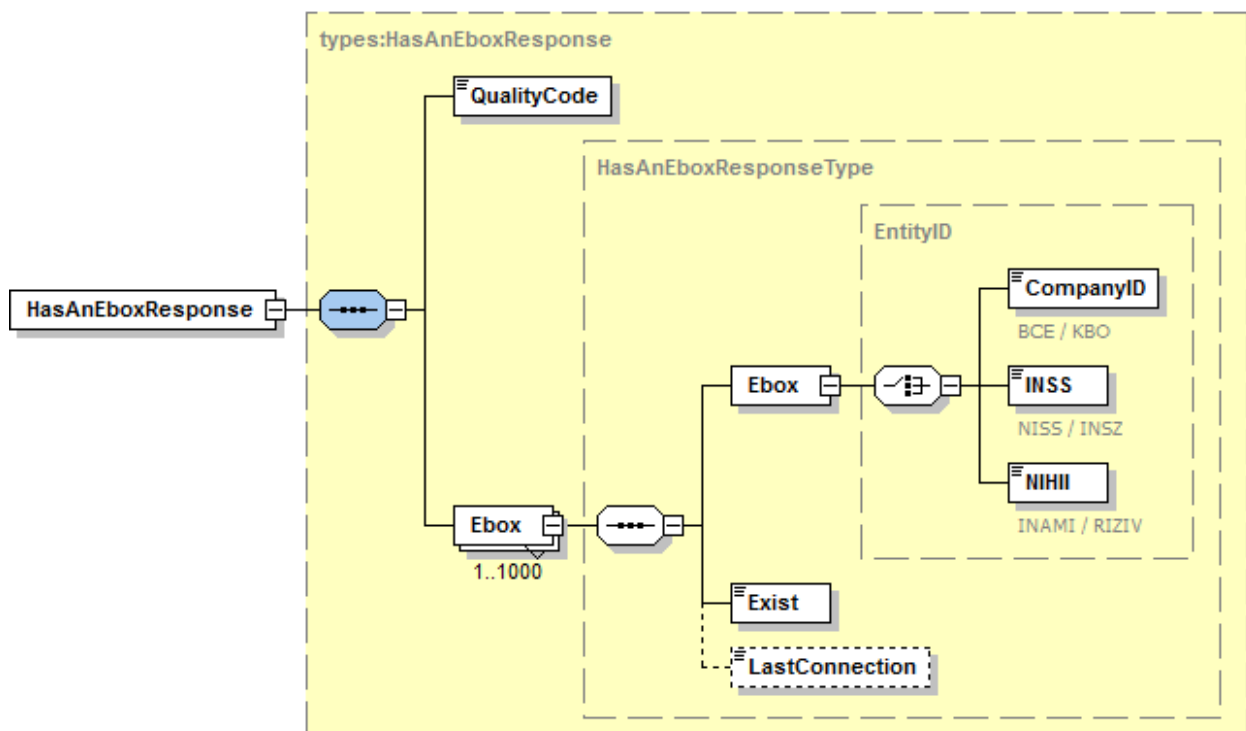 types:HasAnEboxResponse
QualityCode
HasAnEboxResponseType
EntityID
HasAnEboxResponse
CompanyID
BCE / KBO
Ebox
INSS
NISS / INSZ
NIHII
INAMI / RIZIV
Ebox
1..1000
Exist
LastConnection